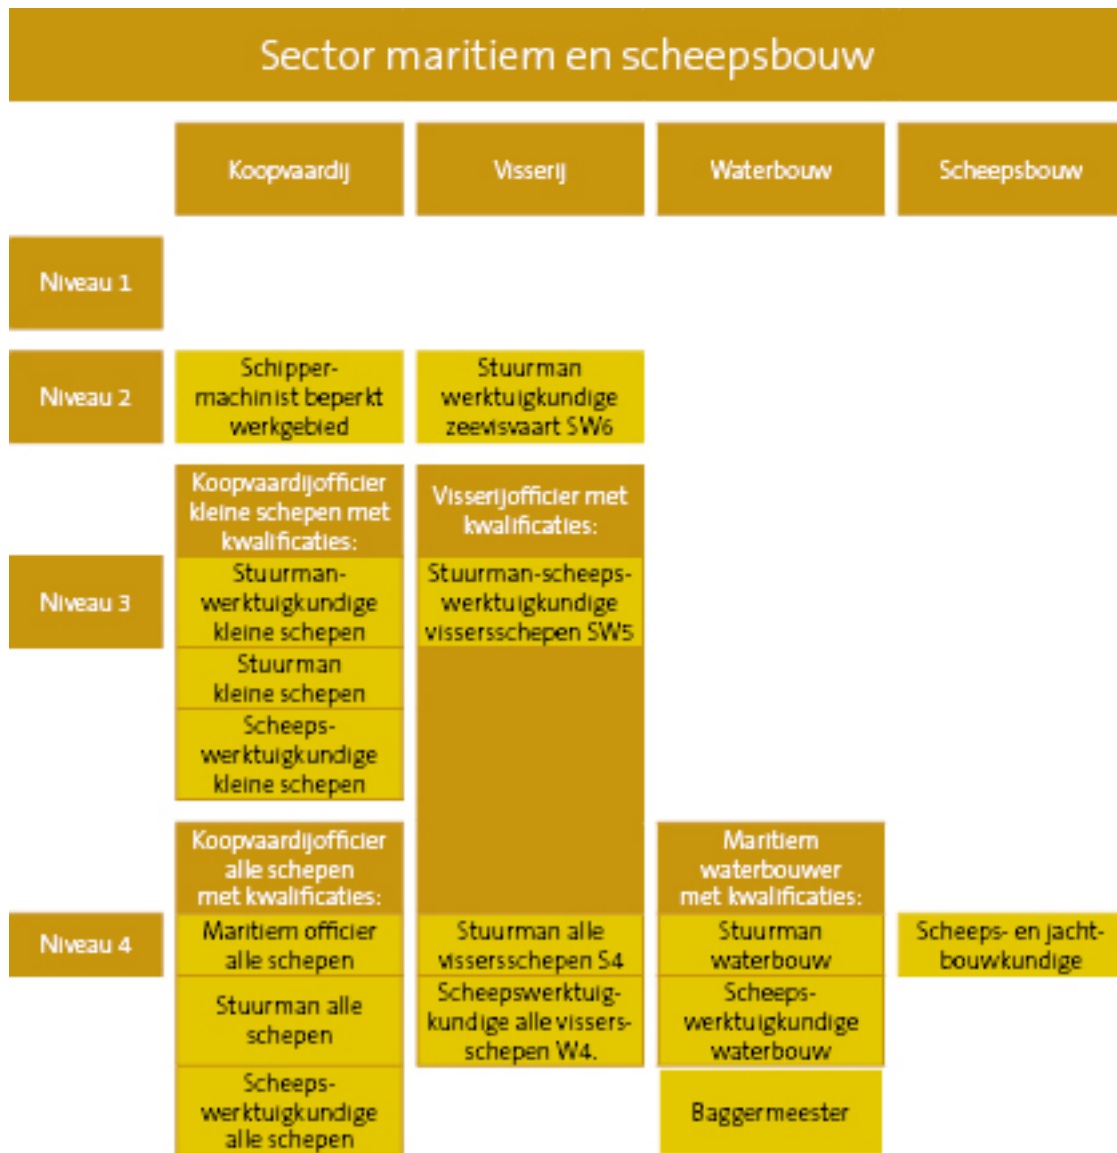 Sector maritiem en scheepsbouw
Koopvaardij
Visserij
Waterbouw
Scheepsbouw
Niveau 1
Niveau 2
Schipper-
machinist beperkt
werkgebied
Stuurman
werktuigkundige
zeevisvaart SW6
Niveau 3
Koopvaardijofficier
kleine schepen met
kwalificaties:
Stuurman-
werktuigkundige
kleine schepen
Stuurman
kleine schepen
Scheeps-
werktuigkundige
kleine schepen
Visserijofficier met
kwalificaties:
Stuurman-scheeps-
werktuigkundige
vissersschepen SW5
Niveau 4
Koopvaardijofficier
alle schepen
met kwalificaties:
Maritiem officier
alle schepen
Stuurman alle
schepen
Scheeps-
werktuigkundige
alle schepen
Stuurman alle
vissersschepen S4
Scheepswerktuig-
kundige alle vissers-
schepen W4.
Maritiem
waterbouwer
met kwalificaties:
Stuurman
waterbouw
Scheeps-
werktuigkundige
waterbouw
Baggermeester
Scheeps- en jacht-
bouwkundige